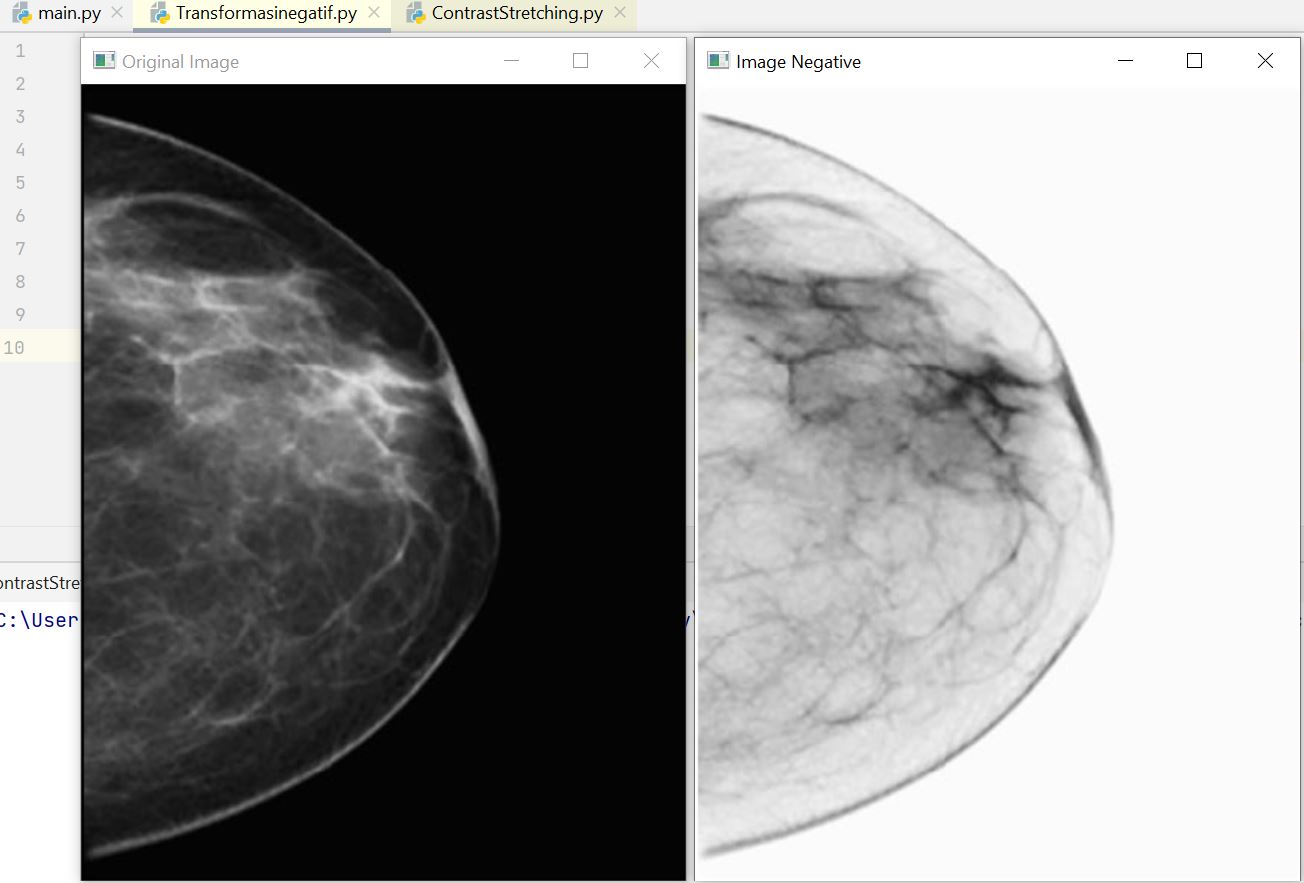 main.py Transformasinegatif.py ContrastStretching.py
Original Image
Image Negative
1
2
3
4
5
6
7
8
9
10
ontrastStre
C:\User